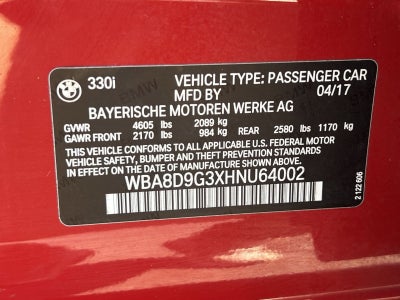 330i VEHICLE TYPE: PASSENGER CAR
MFD BY 04/17
BAYERISCHE MOTOREN WERKE AG
GVWR 4605 lbs 2089 kg
GAWR FRONT 2170 lbs 984 kg REAR 2580 lbs 1170 kg
THIS VEHICLE CONFORMS TO ALL APPLICABLE U.S. FEDERAL MOTOR
VEHICLE SAFETY, BUMPER, AND THEFT PREVENTION STANDARDS
IN EFFECT ON THE DATE OF MANUFACTURE SHOWN ABOVE.
WBA8D9G3XHNU64002
2 122 606